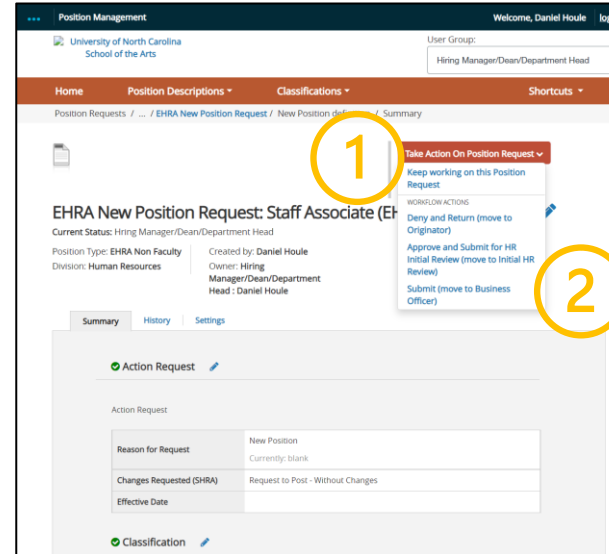 Position Management
Welcome, Daniel Houle
University of North Carolina
School of the Arts
User Group:
Hiring Manager/Dean/Department Head
Home Position Descriptions Classifications Shortcuts
Position Requests / ... / EHRA New Position Request / New Position / Summary
1
Take Action On Position Request
Keep working on this Position
Request
WORKFLOW ACTIONS
Deny and Return (move to
Originator)
Approve and Submit for HR
Initial Review (move to Initial HR
Review)
Submit (move to Business
Officer)
2
EHRA New Position Request: Staff Associate
Current Status: Hring Manager/Dean/Department Head
Position Type: EHRA Non Faculty
Division: Human Resources
Created by: Daniel Houle
Owner: Hiring
Manager/Dean/Department
Head : Daniel Houle
Summary History Settings
Action Request
Action Request
Reason for Request
New Position
Currently: blank
Changes Requested (SHRA) Request to Post - Without Changes
Effective Date
Classification